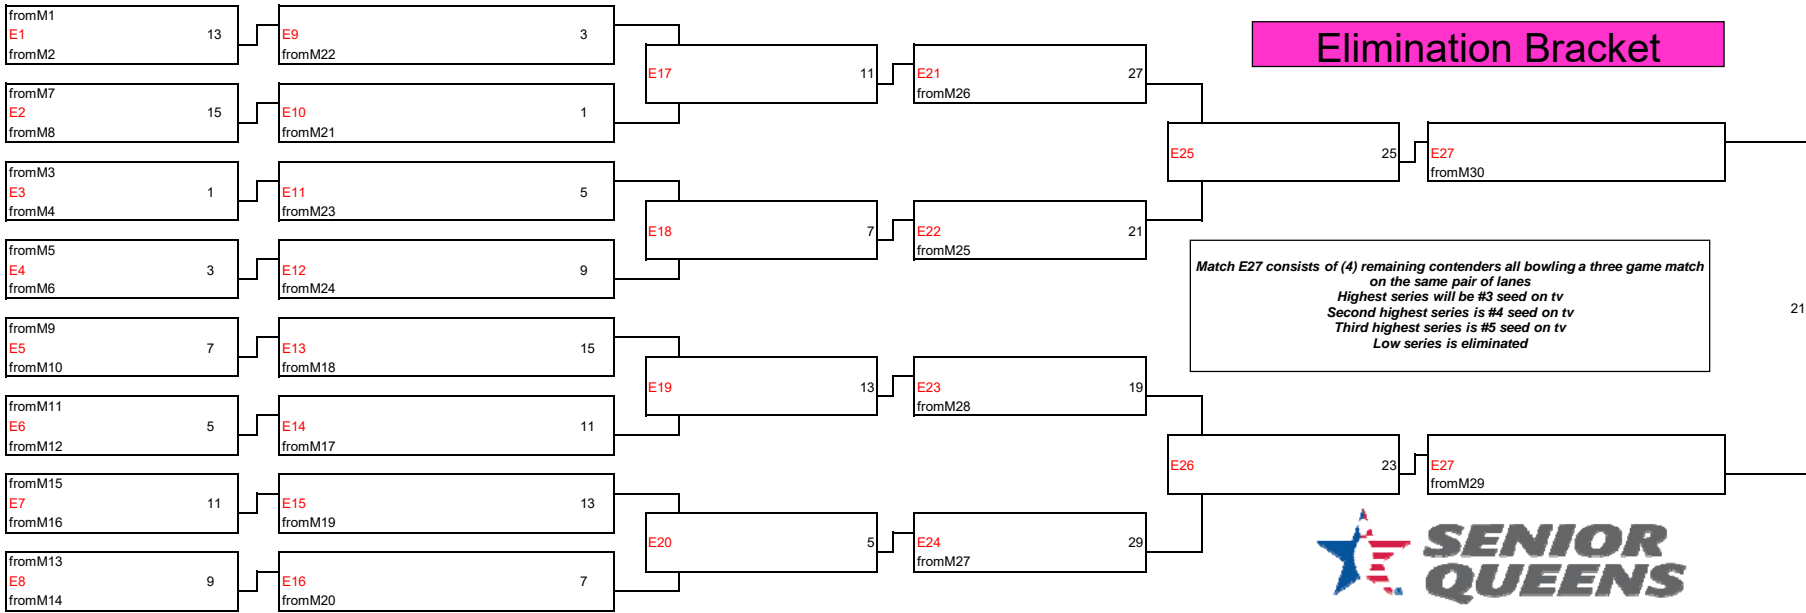 Elimination Bracket
fromM1
E1 13
fromM2
fromM7
E2 15
fromM8
fromM3
E3 1
fromM4
fromM5
E4 3
fromM6
fromM9
E5 7
fromM10
fromM11
E6 5
fromM12
fromM15
E7 11
fromM16
fromM13
E8 9
fromM14
E9 3
fromM22
E10 1
fromM21
E11 5
fromM23
E12 9
fromM24
E13 15
fromM18
E14 11
fromM17
E15 13
fromM19
E16 7
fromM20
E17 11
E18 7
E19 13
E20 5
E21 27
fromM26
E22 21
fromM25
E23 19
fromM28
E24 29
fromM27
E25 25
E26 23
E27
fromM30
Match E27 consists of (4) remaining contenders all bowling a three game match
on the same pair of lanes
Highest series will be #3 seed on tv
Second highest series is #4 seed on tv
Third highest series is #5 seed on tv
Low series is eliminated
21
E27
fromM29
SENIOR
QUEENS